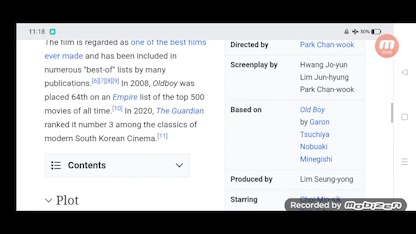 11:18
50%
The film is regarded as one of the best films
ever made and has been included in
numerous "best-of" lists by many
publications.[6][7][8][9] In 2008, Oldboy was
placed 64th on an Empire list of the top 500
movies of all time.[10] In 2020, The Guardian
ranked it number 3 among the classics of
modern South Korean Cinema.[11]
Contents
Plot
Directed by Park Chan-wook
Screenplay by Hwang Jo-yun
Lim Jun-hyung
Park Chan-wook
Based on Old Boy
by Garon
Tsuchiya
Nobuaki
Minegishi
Produced by Lim Seung-yong
Starring Choi Min-sik
Recorded by MOBIZEN